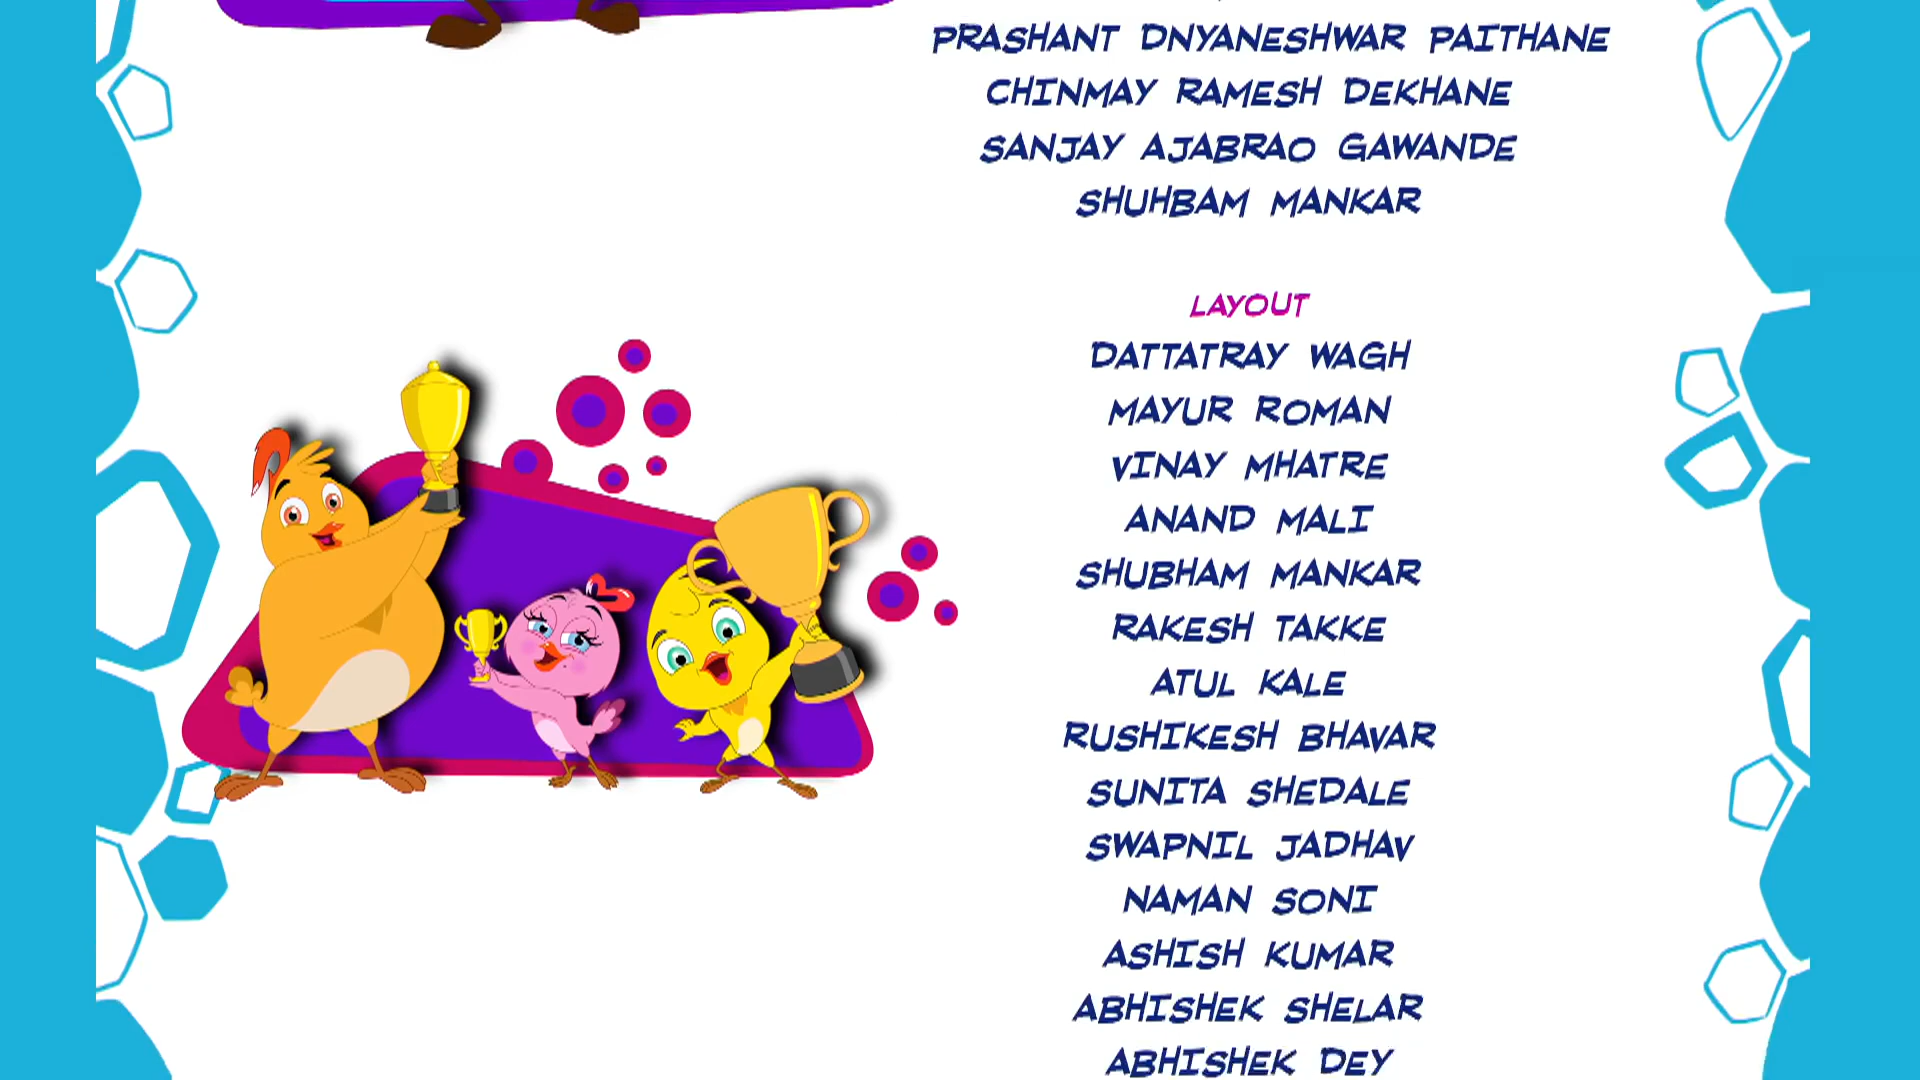 PRASHANT DNYANESHWAR PAITHANE
CHINMAY RAMESH DEKHANE
SANJAY AJABRAO GAWANDE
SHUHBAM MANKAR
LAYOUT
DATTATRAY WAGH
MAYUR ROMAN
VINAY MHATRE
ANAND MALI
SHUBHAM MANKAR
RAKESH TAKKE
ATUL KALE
RUSHIKESH BHAVAR
SUNITA SHEDALE
SWAPNIL JADHAV
NAMAN SONI
ASHISH KUMAR
ABHISHEK SHELAR
ABHISHEK DEY